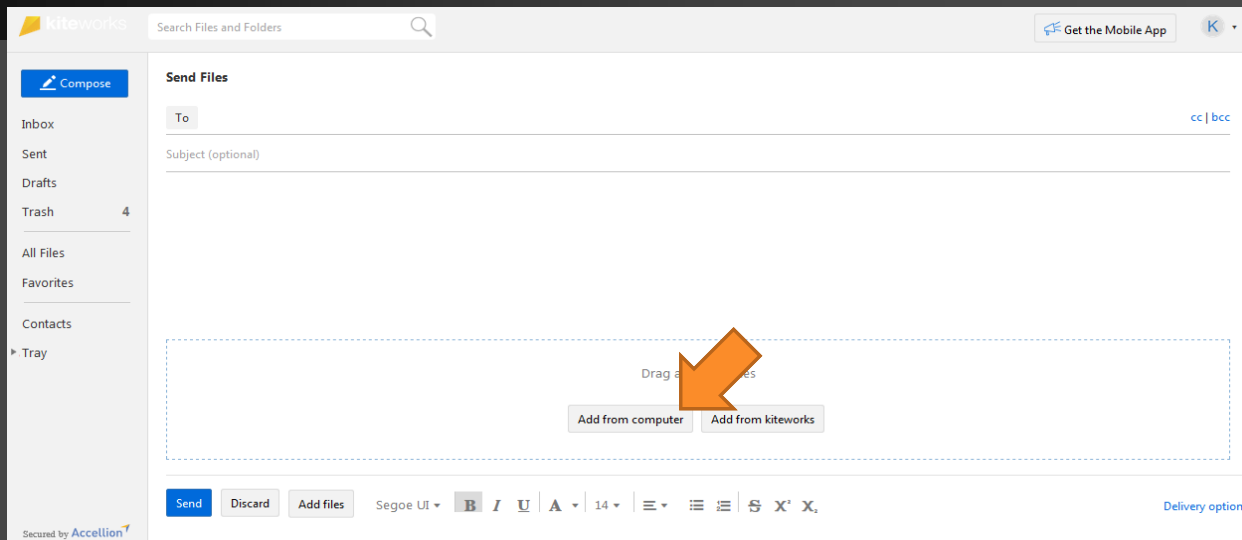 kiteworks
Search Files and Folders
Get the Mobile App
K
Compose
Send Files
To
cc | bcc
Inbox
Subject (optional)
Sent
Drafts
Trash 4
All Files
Favorites
Contacts
Tray
Drag
Add from computer
Add from kiteworks
Send
Discard
Add files
Segoe UI
B I U A 14 S X² X₂
Delivery option
Secured by Accellion